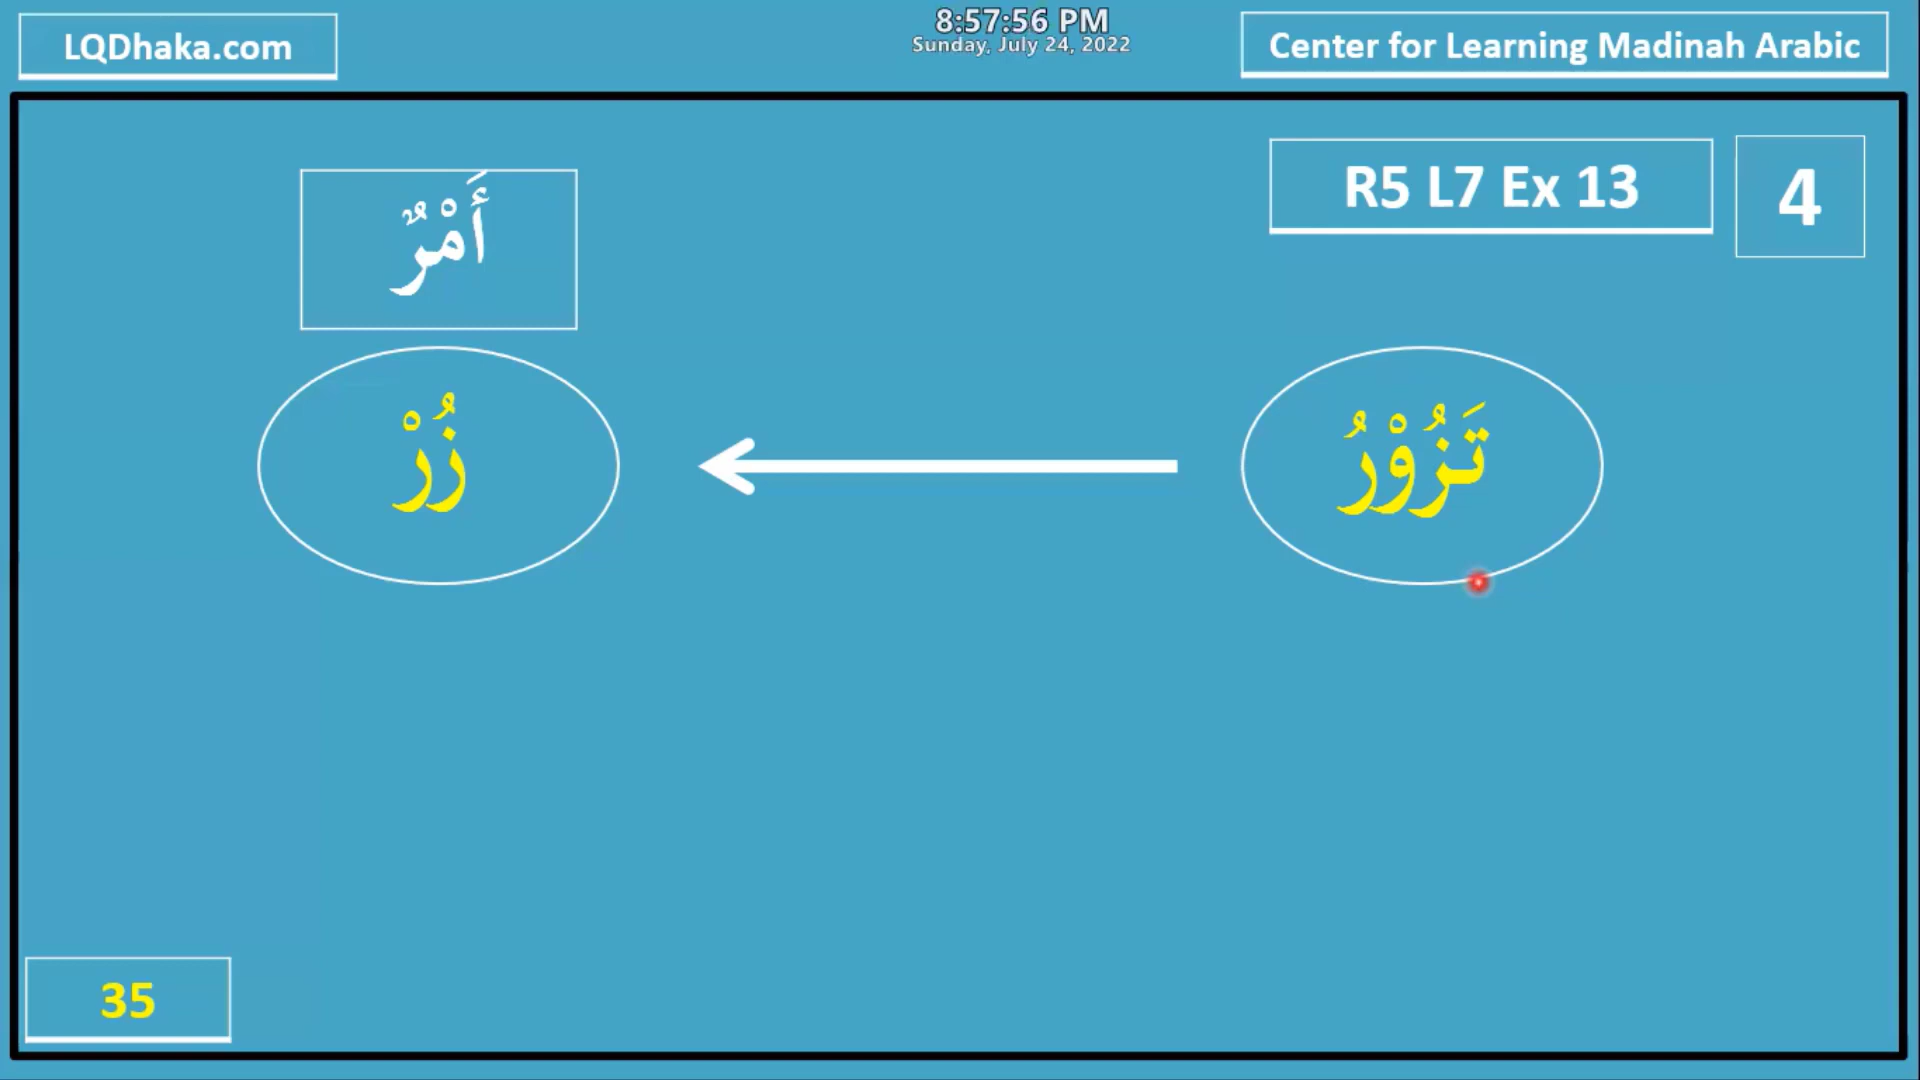 LQDhaka.com
8:57:56 PM
Sunday, July 24, 2022
Center for Learning Madinah Arabic
R5 L7 Ex 13
4
أَمْرٌ
تَزُوْرُ
زُرْ
35